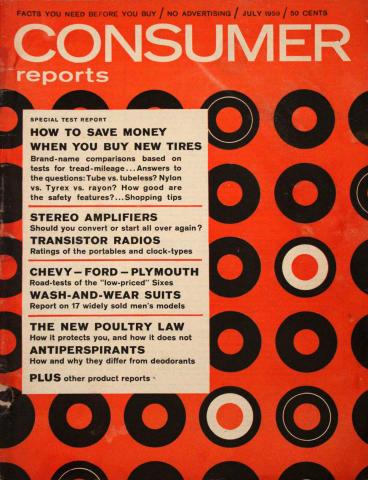 FACTS YOU NEED BEFORE YOU BUY / NO ADVERTISING / JULY 1959 / 50 CENTS
CONSUMER
reports
SPECIAL TEST REPORT
HOW TO SAVE MONEY
WHEN YOU BUY NEW TIRES
Brand-name comparisons based on
tests for tread-mileage...Answers to
the questions: Tube vs. tubeless? Nylon
vs. Tyrex vs. rayon? How good are
the safety features?...Shopping tips
STEREO AMPLIFIERS
Should you convert or start all over again?
TRANSISTOR RADIOS
Ratings of the portables and clock-types
CHEVY—FORD—PLYMOUTH
Road-tests of the "low-priced" Sixes
WASH-AND-WEAR SUITS
Report on 17 widely sold men's models
THE NEW POULTRY LAW
How it protects you, and how it does not
ANTIPERSPIRANTS
How and why they differ from deodorants
PLUS other product reports